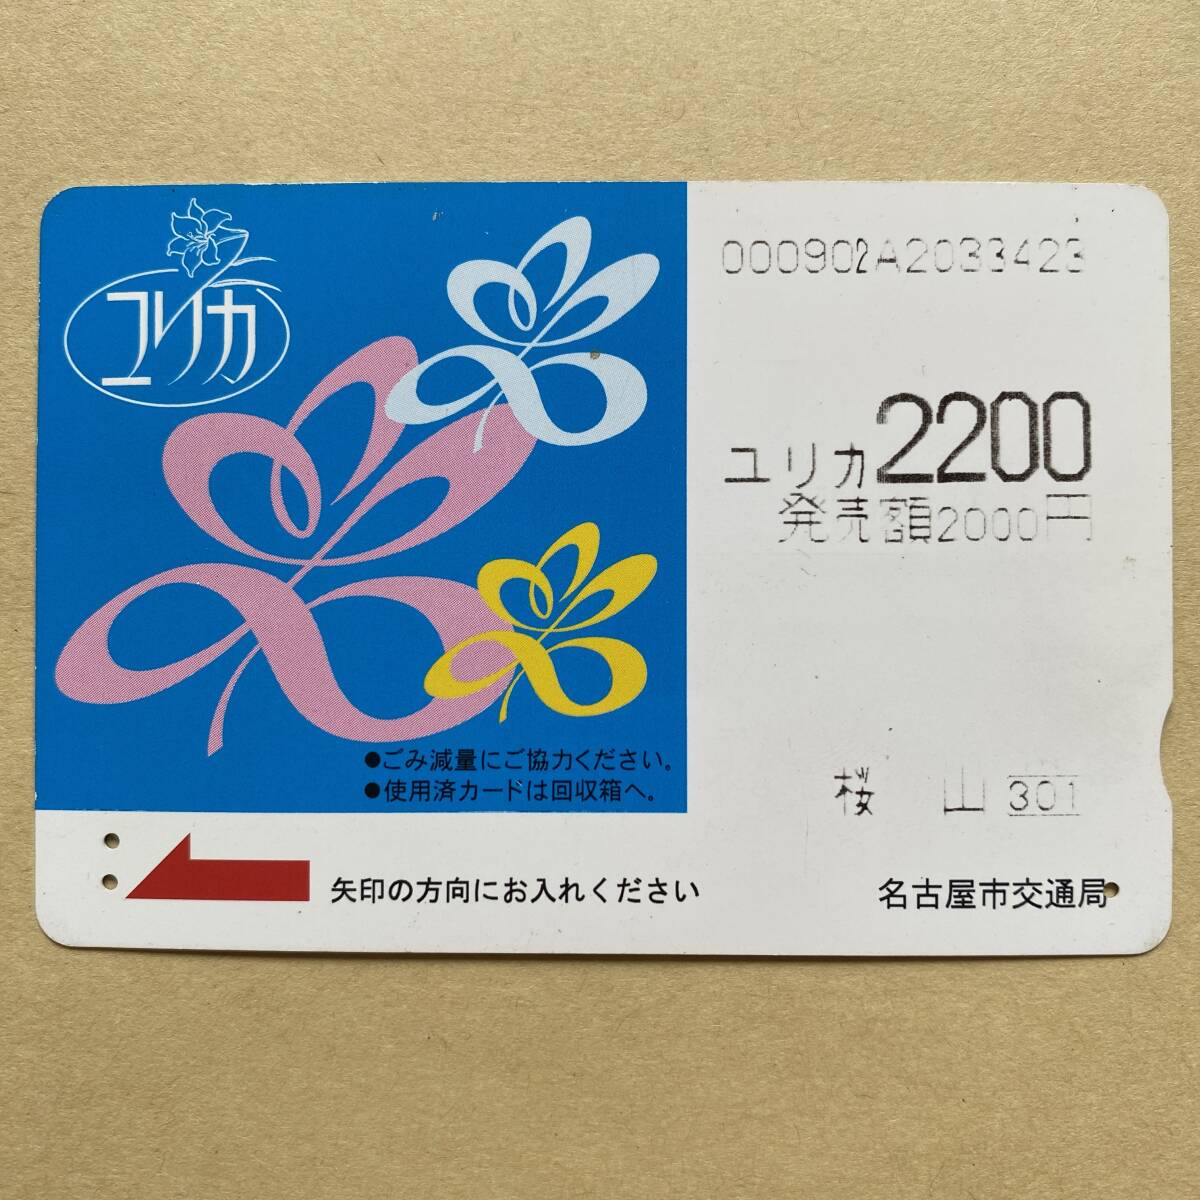 ユリカ
000902A2033423
ユリカ2200
発売額2000円
●ごみ減量にご協力ください。
●使用済カードは回収箱へ。
桜 山 301
矢印の方向にお入れください
名古屋市交通局